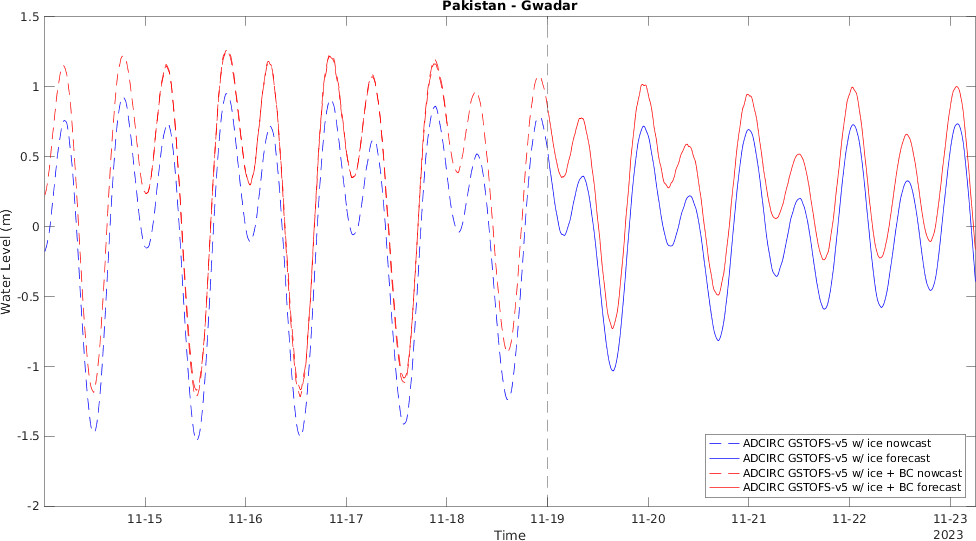 Pakistan - Gwadar
1.5
1
0.5
0
-0.5
-1
-1.5
-2
Water Level (m)
11-15
11-16
11-17
11-18
11-19
11-20
11-21
11-22
11-23
2023
Time
ADCIRC GSTOFS-v5 w/ ice nowcast
ADCIRC GSTOFS-v5 w/ ice forecast
ADCIRC GSTOFS-v5 w/ ice + BC nowcast
ADCIRC GSTOFS-v5 w/ ice + BC forecast